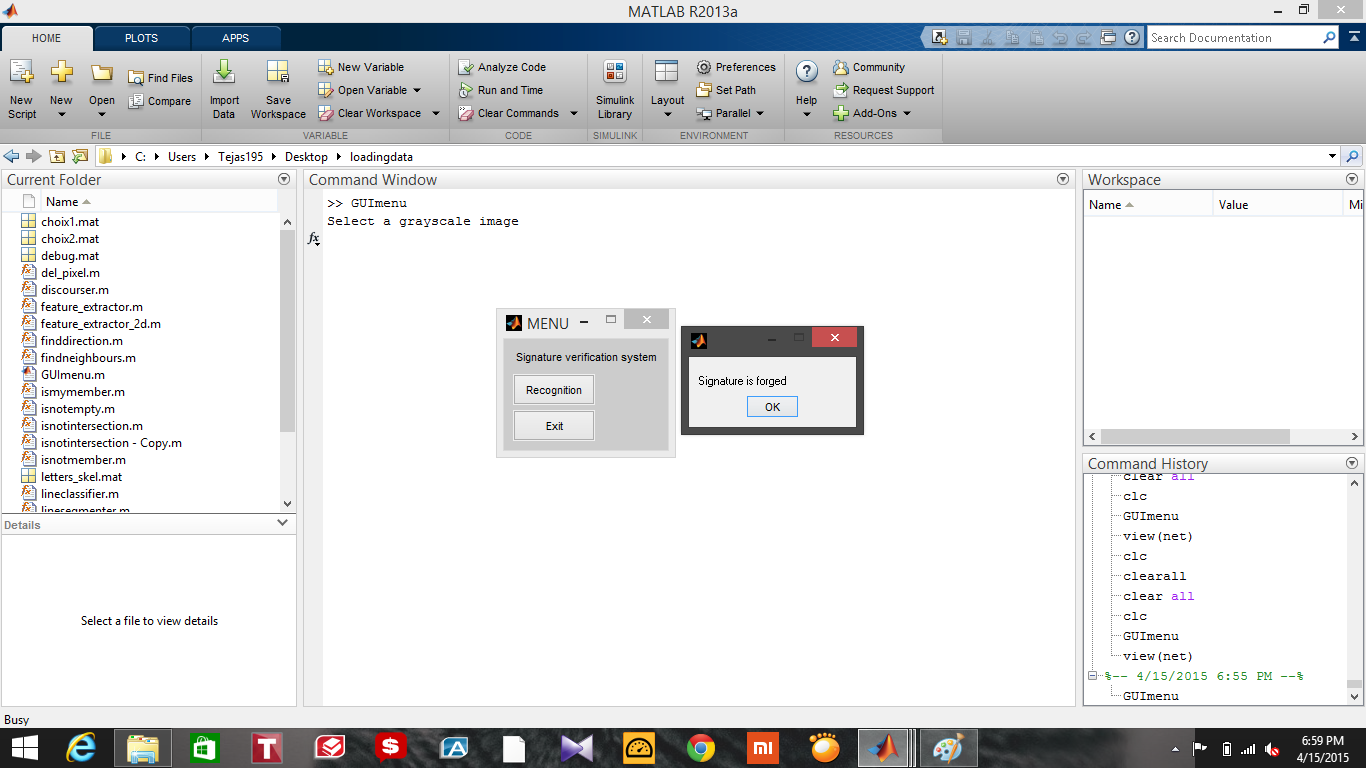 MATLAB R2013a
HOME PLOTS APPS
Search Documentation
New Script
New
Open
Find Files
Compare
FILE
Import Data
Save Workspace
New Variable
Open Variable
Clear Workspace
VARIABLE
Analyze Code
Run and Time
Clear Commands
CODE
Simulink Library
SIMULINK
Layout
Preferences
Set Path
Parallel
ENVIRONMENT
Help
Community
Request Support
Add-Ons
RESOURCES
C: Users Tejas195 Desktop loadingdata
Current Folder
Name
choix1.mat
choix2.mat
debug.mat
del_pixel.m
discourser.m
feature_extractor.m
feature_extractor_2d.m
finddirection.m
findneighbours.m
GUImenu.m
ismymember.m
isnotempty.m
isnotintersection.m
isnotintersection - Copy.m
isnotmember.m
letters_skel.mat
lineclassifier.m
linesegmenter.m
Details
Select a file to view details
Command Window
>> GUImenu
Select a grayscale image
fx
MENU
Signature verification system
Recognition
Exit
Signature is forged
OK
Workspace
Name Value Mi
Command History
clear all
clc
GUImenu
view(net)
clc
clearall
clear all
clc
GUImenu
view(net)
%-- 4/15/2015 6:55 PM --%
GUImenu
Busy
6:59 PM
4/15/2015